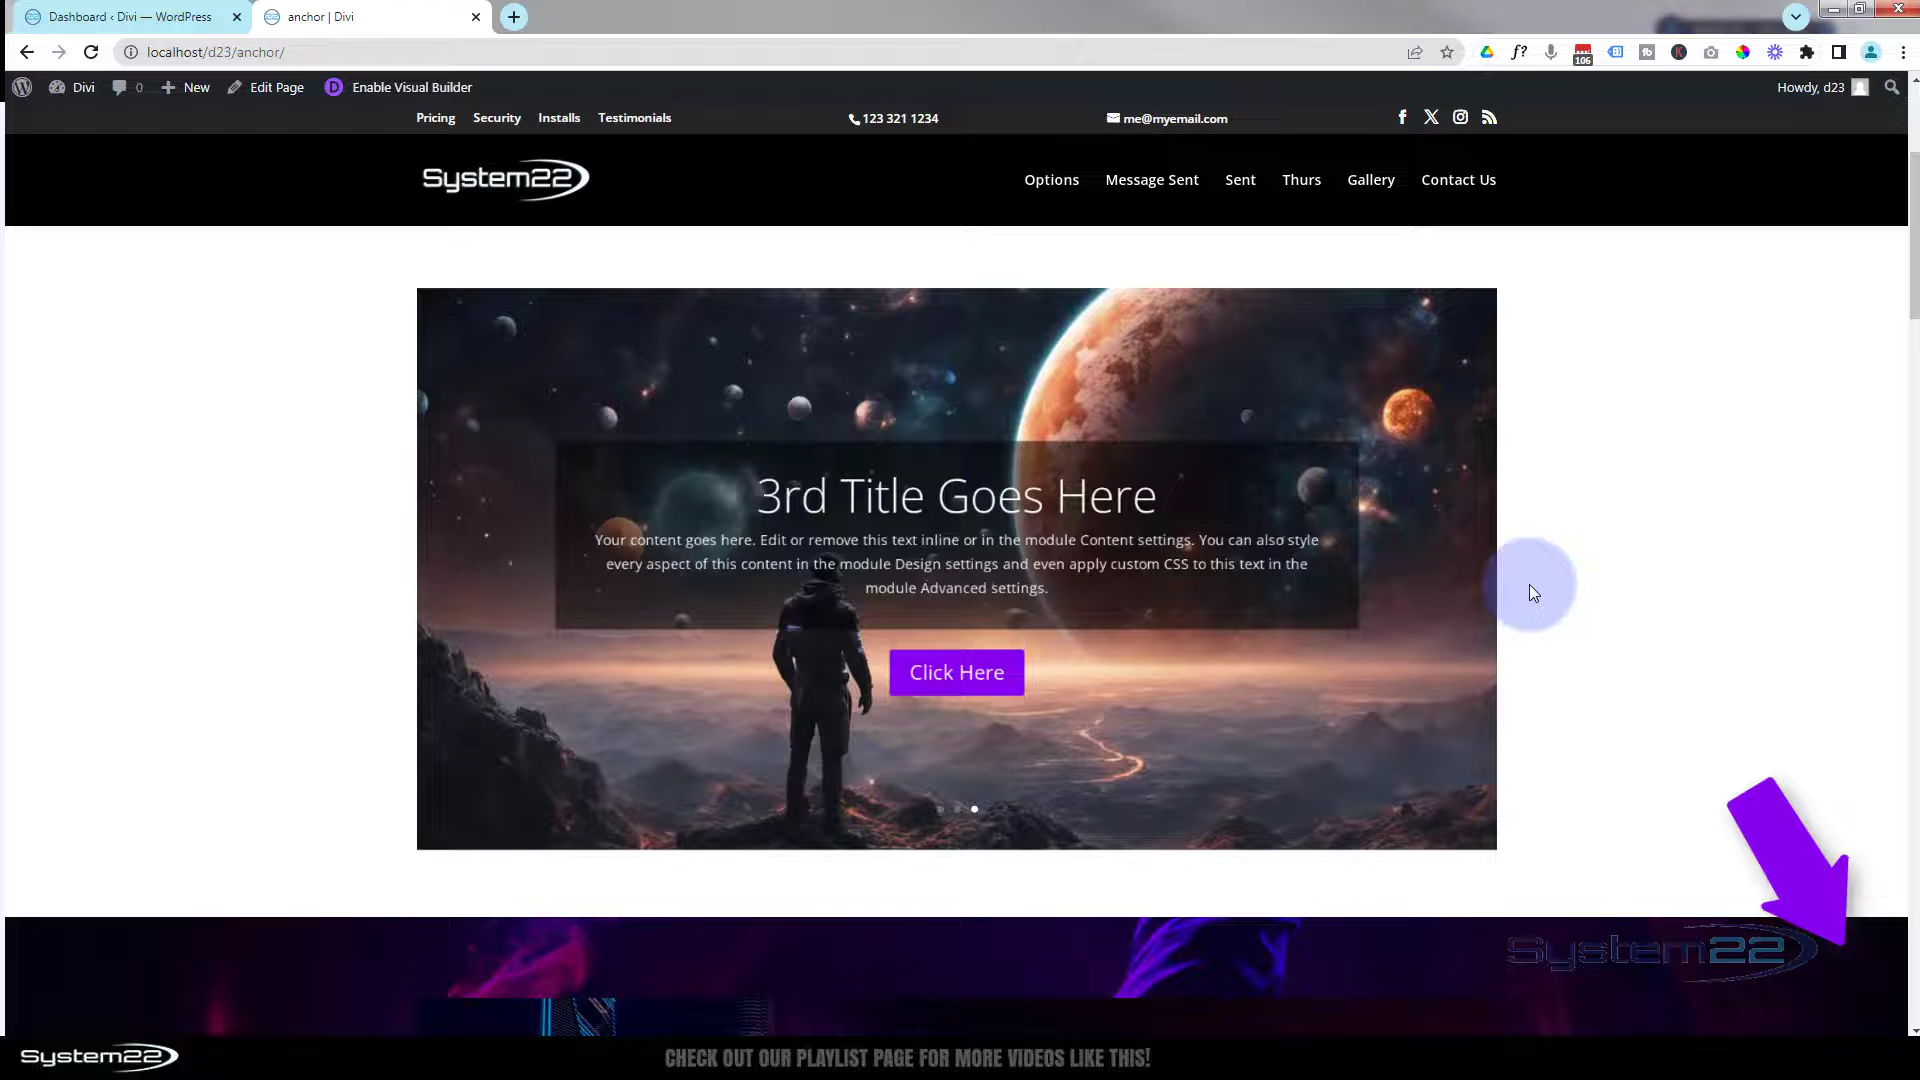 Dashboard ‹ Divi — WordPress
anchor | Divi
localhost/d23/anchor/
106
Divi 0 New Edit Page Enable Visual Builder Howdy, d23
Pricing Security Installs Testimonials 123 321 1234 me@myemail.com
System22
Options Message Sent Sent Thurs Gallery Contact Us
3rd Title Goes Here
Your content goes here. Edit or remove this text inline or in the module Content settings. You can also style
every aspect of this content in the module Design settings and even apply custom CSS to this text in the
module Advanced settings.
Click Here
System22
System22
CHECK OUT OUR PLAYLIST PAGE FOR MORE VIDEOS LIKE THIS!